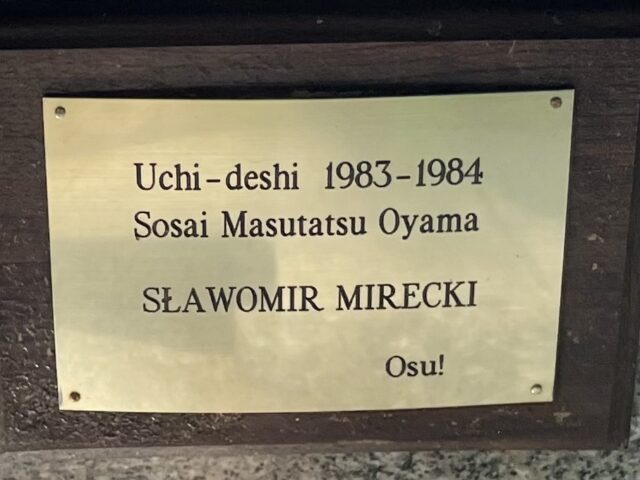 Uchi-deshi 1983-1984
Sosai Masutatsu Oyama
SŁAWOMIR MIRECKI
Osu!